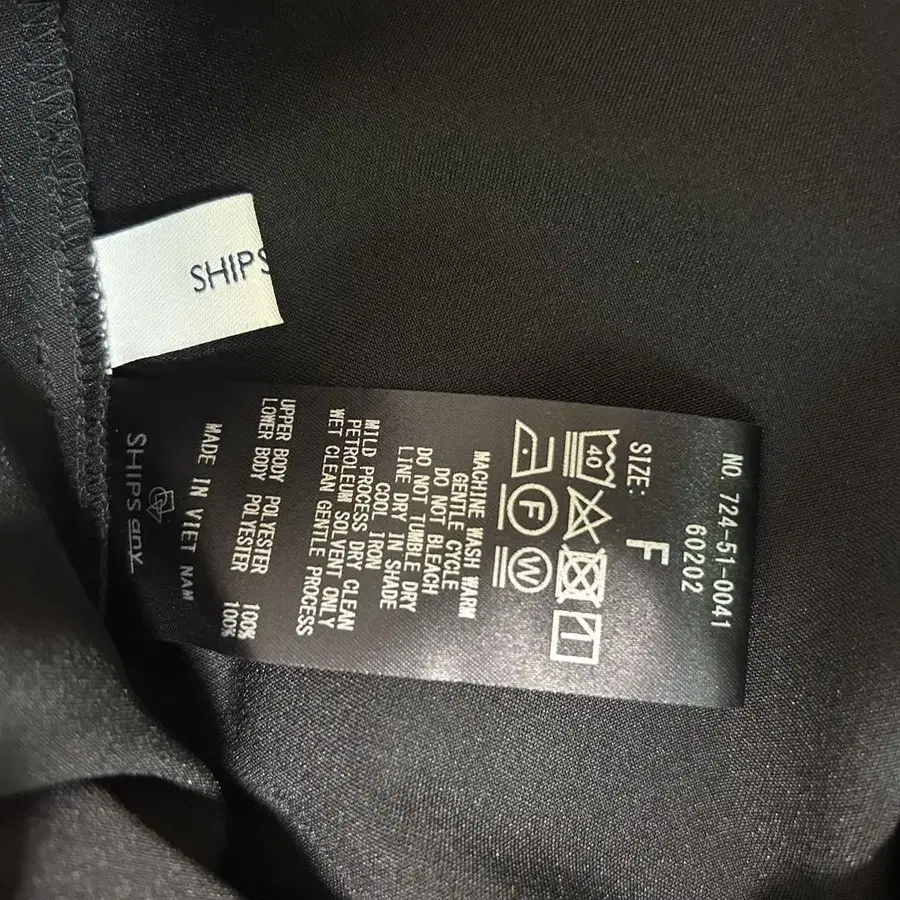 SHIPS
NO. 724-51-0041
60202
SIZE:
F
40
F
W
MACHINE WASH WARM
GENTLE CYCLE
DO NOT BLEACH
DO NOT TUMBLE DRY
LINE DRY IN SHADE
COOL IRON
MILD PROCESS DRY CLEAN
PETROLEUM SOLVENT ONLY
WET CLEAN GENTLE PROCESS
UPPER BODY POLYESTER 100%
LOWER BODY POLYESTER 100%
MADE IN VIET NAM
SHIPS any